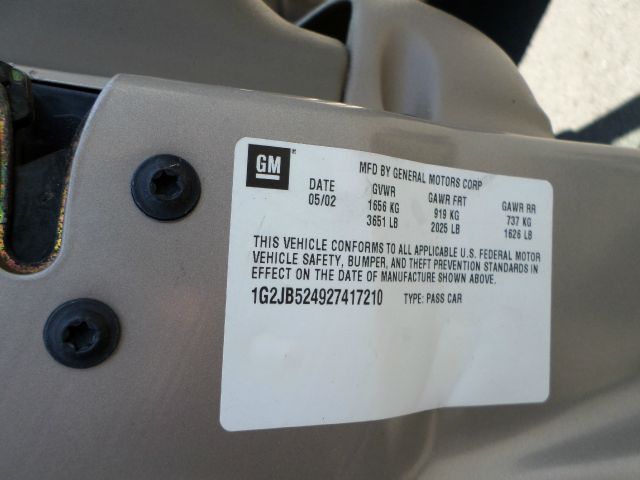 GM
MFD BY GENERAL MOTORS CORP
DATE GVWR GAWR FRT GAWR RR
05/02 1656 KG 919 KG 737 KG
3651 LB 2025 LB 1626 LB
THIS VEHICLE CONFORMS TO ALL APPLICABLE U.S. FEDERAL MOTOR
VEHICLE SAFETY, BUMPER, AND THEFT PREVENTION STANDARDS IN
EFFECT ON THE DATE OF MANUFACTURE SHOWN ABOVE.
1G2JB524927417210 TYPE: PASS CAR